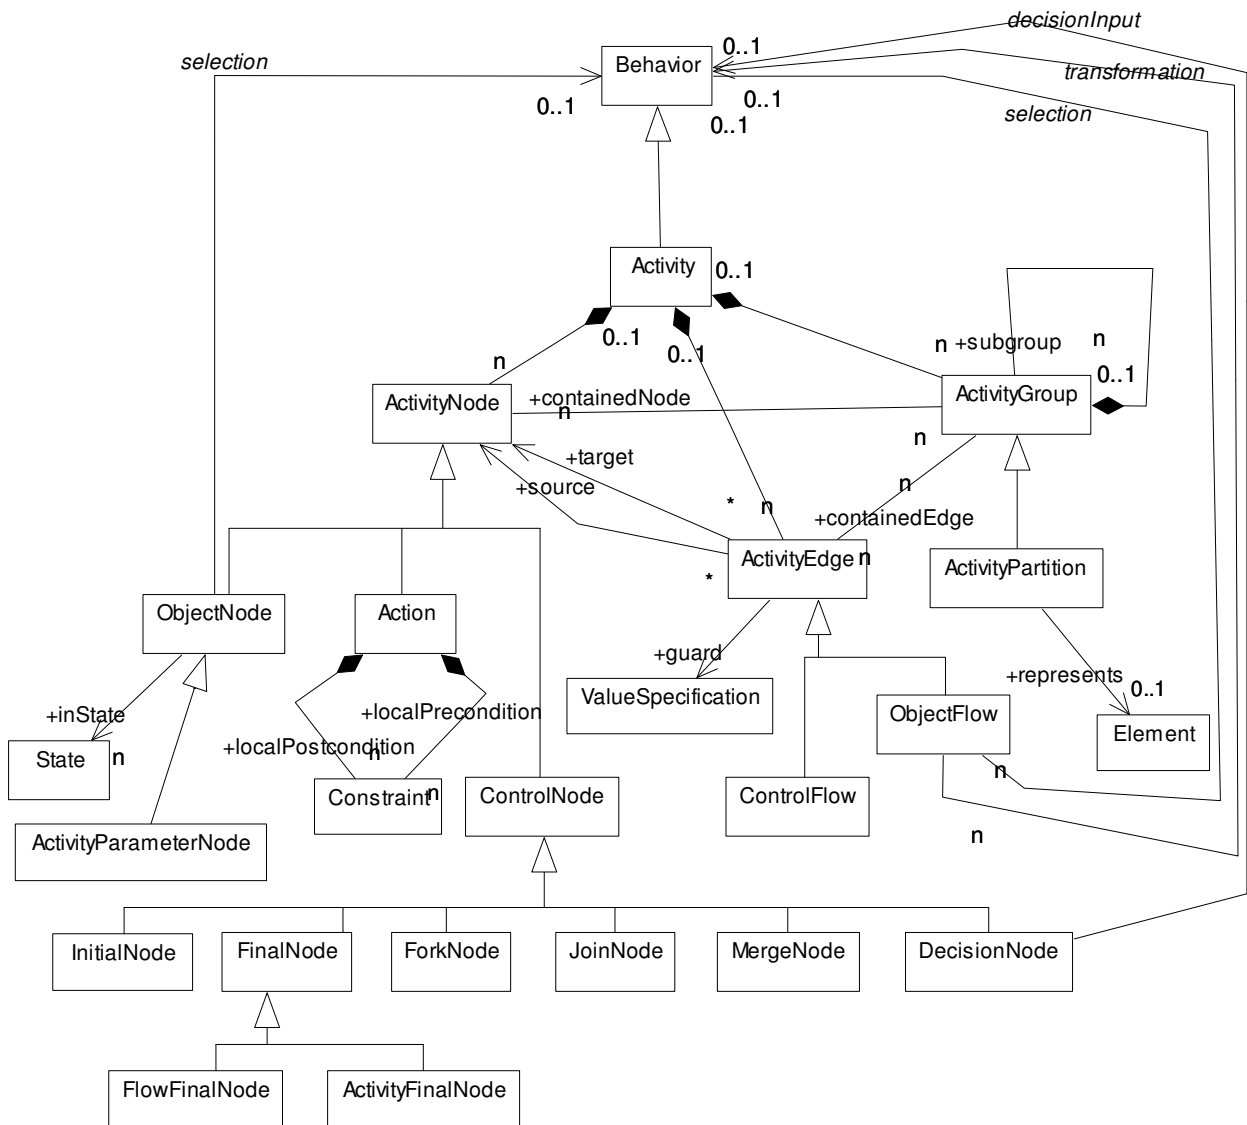 decisionInput
0..1
selection
Behavior
transformation
0..1
0..1
selection
0..1
Activity
0..1
0..1
n
+subgroup
n
0..1
n
0..1
ActivityNode
+containedNode
n
ActivityGroup
n
+target
+source
n
*
n
+containedEdge
ActivityEdge
n
ActivityPartition
*
ObjectNode
Action
+guard
+represents
0..1
ValueSpecification
ObjectFlow
+inState
+localPrecondition
Element
State
n
+localPostcondition
n
n
Constraint
n
ControlNode
ControlFlow
ActivityParameterNode
n
InitialNode
FinalNode
ForkNode
JoinNode
MergeNode
DecisionNode
FlowFinalNode
ActivityFinalNode